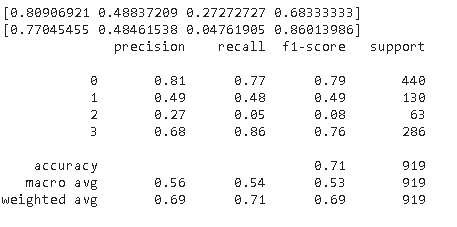 [0.80906921 0.48837209 0.27272727 0.68333333]
[0.77045455 0.48461538 0.04761905 0.86013986]
precision recall f1-score support
0 0.81 0.77 0.79 440
1 0.49 0.48 0.49 130
2 0.27 0.05 0.08 63
3 0.68 0.86 0.76 286
accuracy 0.71 919
macro avg 0.56 0.54 0.53 919
weighted avg 0.69 0.71 0.69 919